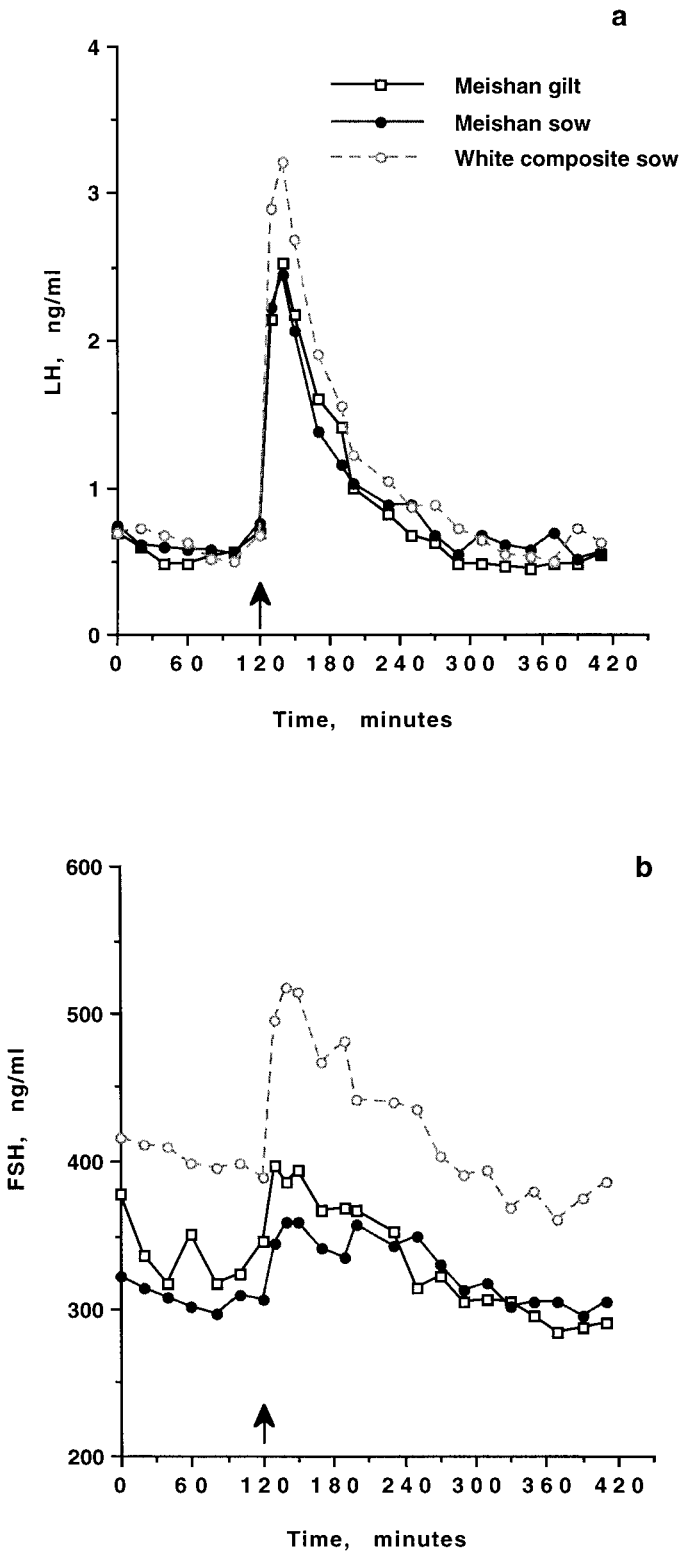 a
4
3
2
1
0
LH, ng/ml
Meishan gilt
Meishan sow
White composite sow
0 60 120 180 240 300 360 420
Time, minutes
b
600
500
400
300
200
FSH, ng/ml
0 60 120 180 240 300 360 420
Time, minutes